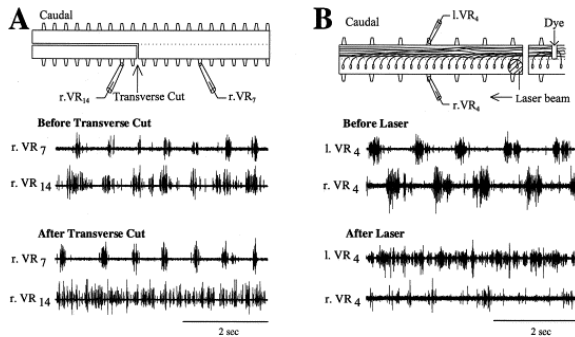 A
Caudal
r.VR14
Transverse Cut
r.VR7
Before Transverse Cut
r. VR 7
r. VR 14
After Transverse Cut
r. VR 7
r. VR 14
2 sec
B
Caudal
l.VR4
Dye
r.VR4
Laser beam
Before Laser
l. VR 4
r. VR 4
After Laser
l. VR 4
r. VR 4
2 sec